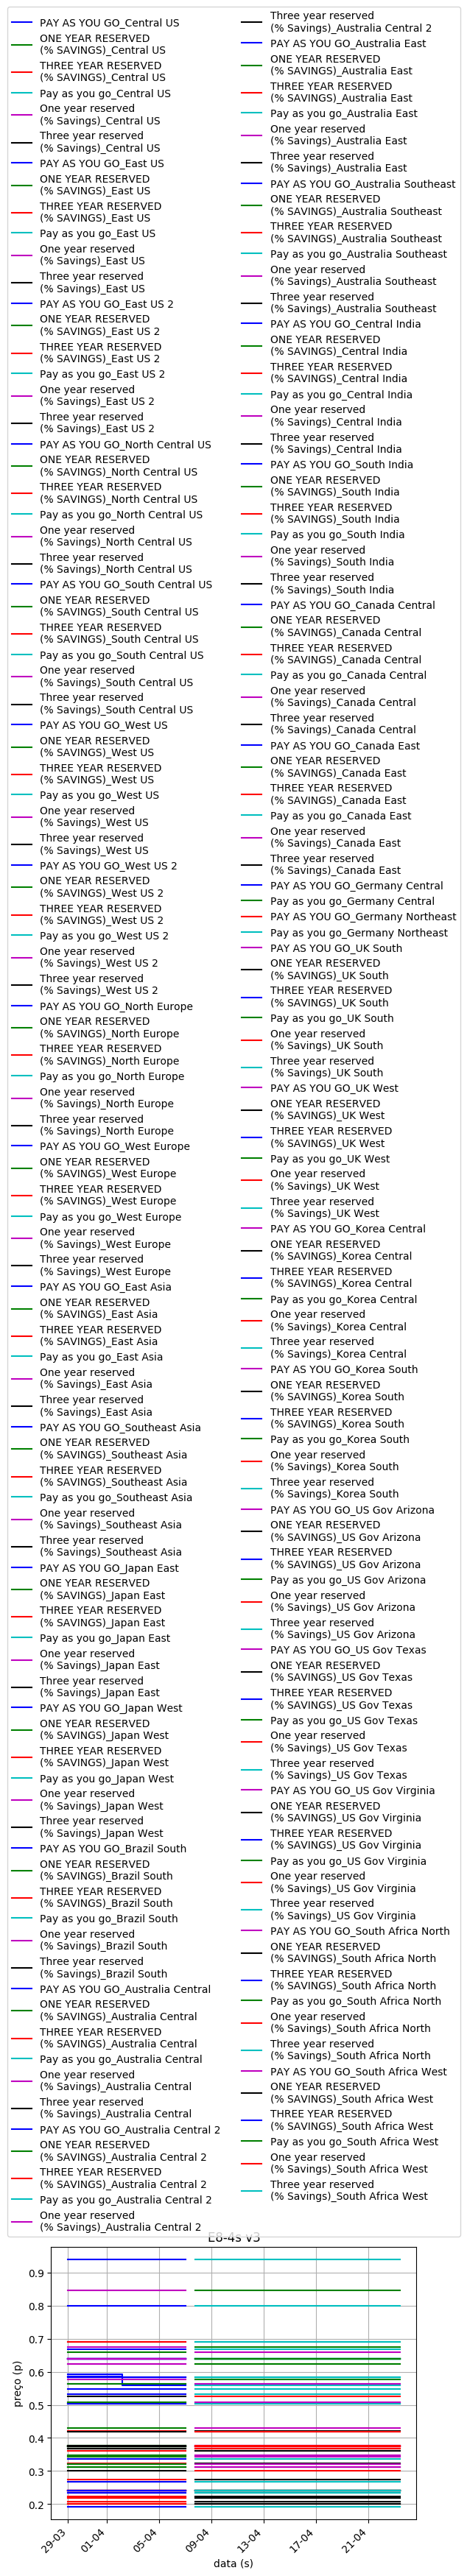 PAY AS YOU GO_Central US
ONE YEAR RESERVED
(% SAVINGS)_Central US
THREE YEAR RESERVED
(% SAVINGS)_Central US
Pay as you go_Central US
One year reserved
(% Savings)_Central US
Three year reserved
(% Savings)_Central US
PAY AS YOU GO_East US
ONE YEAR RESERVED
(% SAVINGS)_East US
THREE YEAR RESERVED
(% SAVINGS)_East US
Pay as you go_East US
One year reserved
(% Savings)_East US
Three year reserved
(% Savings)_East US
PAY AS YOU GO_East US 2
ONE YEAR RESERVED
(% SAVINGS)_East US 2
THREE YEAR RESERVED
(% SAVINGS)_East US 2
Pay as you go_East US 2
One year reserved
(% Savings)_East US 2
Three year reserved
(% Savings)_East US 2
PAY AS YOU GO_North Central US
ONE YEAR RESERVED
(% SAVINGS)_North Central US
THREE YEAR RESERVED
(% SAVINGS)_North Central US
Pay as you go_North Central US
One year reserved
(% Savings)_North Central US
Three year reserved
(% Savings)_North Central US
PAY AS YOU GO_South Central US
ONE YEAR RESERVED
(% SAVINGS)_South Central US
THREE YEAR RESERVED
(% SAVINGS)_South Central US
Pay as you go_South Central US
One year reserved
(% Savings)_South Central US
Three year reserved
(% Savings)_South Central US
PAY AS YOU GO_West US
ONE YEAR RESERVED
(% SAVINGS)_West US
THREE YEAR RESERVED
(% SAVINGS)_West US
Pay as you go_West US
One year reserved
(% Savings)_West US
Three year reserved
(% Savings)_West US
PAY AS YOU GO_West US 2
ONE YEAR RESERVED
(% SAVINGS)_West US 2
THREE YEAR RESERVED
(% SAVINGS)_West US 2
Pay as you go_West US 2
One year reserved
(% Savings)_West US 2
Three year reserved
(% Savings)_West US 2
PAY AS YOU GO_North Europe
ONE YEAR RESERVED
(% SAVINGS)_North Europe
THREE YEAR RESERVED
(% SAVINGS)_North Europe
Pay as you go_North Europe
One year reserved
(% Savings)_North Europe
Three year reserved
(% Savings)_North Europe
PAY AS YOU GO_West Europe
ONE YEAR RESERVED
(% SAVINGS)_West Europe
THREE YEAR RESERVED
(% SAVINGS)_West Europe
Pay as you go_West Europe
One year reserved
(% Savings)_West Europe
Three year reserved
(% Savings)_West Europe
PAY AS YOU GO_East Asia
ONE YEAR RESERVED
(% SAVINGS)_East Asia
THREE YEAR RESERVED
(% SAVINGS)_East Asia
Pay as you go_East Asia
One year reserved
(% Savings)_East Asia
Three year reserved
(% Savings)_East Asia
PAY AS YOU GO_Southeast Asia
ONE YEAR RESERVED
(% SAVINGS)_Southeast Asia
THREE YEAR RESERVED
(% SAVINGS)_Southeast Asia
Pay as you go_Southeast Asia
One year reserved
(% Savings)_Southeast Asia
Three year reserved
(% Savings)_Southeast Asia
PAY AS YOU GO_Japan East
ONE YEAR RESERVED
(% SAVINGS)_Japan East
THREE YEAR RESERVED
(% SAVINGS)_Japan East
Pay as you go_Japan East
One year reserved
(% Savings)_Japan East
Three year reserved
(% Savings)_Japan East
PAY AS YOU GO_Japan West
ONE YEAR RESERVED
(% SAVINGS)_Japan West
THREE YEAR RESERVED
(% SAVINGS)_Japan West
Pay as you go_Japan West
One year reserved
(% Savings)_Japan West
Three year reserved
(% Savings)_Japan West
PAY AS YOU GO_Brazil South
ONE YEAR RESERVED
(% SAVINGS)_Brazil South
THREE YEAR RESERVED
(% SAVINGS)_Brazil South
Pay as you go_Brazil South
One year reserved
(% Savings)_Brazil South
Three year reserved
(% Savings)_Brazil South
PAY AS YOU GO_Australia Central
ONE YEAR RESERVED
(% SAVINGS)_Australia Central
THREE YEAR RESERVED
(% SAVINGS)_Australia Central
Pay as you go_Australia Central
One year reserved
(% Savings)_Australia Central
Three year reserved
(% Savings)_Australia Central
PAY AS YOU GO_Australia Central 2
ONE YEAR RESERVED
(% SAVINGS)_Australia Central 2
THREE YEAR RESERVED
(% SAVINGS)_Australia Central 2
Pay as you go_Australia Central 2
One year reserved
(% Savings)_Australia Central 2
Three year reserved
(% Savings)_Australia Central 2
PAY AS YOU GO_Australia East
ONE YEAR RESERVED
(% SAVINGS)_Australia East
THREE YEAR RESERVED
(% SAVINGS)_Australia East
Pay as you go_Australia East
One year reserved
(% Savings)_Australia East
Three year reserved
(% Savings)_Australia East
PAY AS YOU GO_Australia Southeast
ONE YEAR RESERVED
(% SAVINGS)_Australia Southeast
THREE YEAR RESERVED
(% SAVINGS)_Australia Southeast
Pay as you go_Australia Southeast
One year reserved
(% Savings)_Australia Southeast
Three year reserved
(% Savings)_Australia Southeast
PAY AS YOU GO_Central India
ONE YEAR RESERVED
(% SAVINGS)_Central India
THREE YEAR RESERVED
(% SAVINGS)_Central India
Pay as you go_Central India
One year reserved
(% Savings)_Central India
Three year reserved
(% Savings)_Central India
PAY AS YOU GO_South India
ONE YEAR RESERVED
(% SAVINGS)_South India
THREE YEAR RESERVED
(% SAVINGS)_South India
Pay as you go_South India
One year reserved
(% Savings)_South India
Three year reserved
(% Savings)_South India
PAY AS YOU GO_Canada Central
ONE YEAR RESERVED
(% SAVINGS)_Canada Central
THREE YEAR RESERVED
(% SAVINGS)_Canada Central
Pay as you go_Canada Central
One year reserved
(% Savings)_Canada Central
Three year reserved
(% Savings)_Canada Central
PAY AS YOU GO_Canada East
ONE YEAR RESERVED
(% SAVINGS)_Canada East
THREE YEAR RESERVED
(% SAVINGS)_Canada East
Pay as you go_Canada East
One year reserved
(% Savings)_Canada East
Three year reserved
(% Savings)_Canada East
PAY AS YOU GO_Germany Central
Pay as you go_Germany Central
PAY AS YOU GO_Germany Northeast
Pay as you go_Germany Northeast
PAY AS YOU GO_UK South
ONE YEAR RESERVED
(% SAVINGS)_UK South
THREE YEAR RESERVED
(% SAVINGS)_UK South
Pay as you go_UK South
One year reserved
(% Savings)_UK South
Three year reserved
(% Savings)_UK South
PAY AS YOU GO_UK West
ONE YEAR RESERVED
(% SAVINGS)_UK West
THREE YEAR RESERVED
(% SAVINGS)_UK West
Pay as you go_UK West
One year reserved
(% Savings)_UK West
Three year reserved
(% Savings)_UK West
PAY AS YOU GO_Korea Central
ONE YEAR RESERVED
(% SAVINGS)_Korea Central
THREE YEAR RESERVED
(% SAVINGS)_Korea Central
Pay as you go_Korea Central
One year reserved
(% Savings)_Korea Central
Three year reserved
(% Savings)_Korea Central
PAY AS YOU GO_Korea South
ONE YEAR RESERVED
(% SAVINGS)_Korea South
THREE YEAR RESERVED
(% SAVINGS)_Korea South
Pay as you go_Korea South
One year reserved
(% Savings)_Korea South
Three year reserved
(% Savings)_Korea South
PAY AS YOU GO_US Gov Arizona
ONE YEAR RESERVED
(% SAVINGS)_US Gov Arizona
THREE YEAR RESERVED
(% SAVINGS)_US Gov Arizona
Pay as you go_US Gov Arizona
One year reserved
(% Savings)_US Gov Arizona
Three year reserved
(% Savings)_US Gov Arizona
PAY AS YOU GO_US Gov Texas
ONE YEAR RESERVED
(% SAVINGS)_US Gov Texas
THREE YEAR RESERVED
(% SAVINGS)_US Gov Texas
Pay as you go_US Gov Texas
One year reserved
(% Savings)_US Gov Texas
Three year reserved
(% Savings)_US Gov Texas
PAY AS YOU GO_US Gov Virginia
ONE YEAR RESERVED
(% SAVINGS)_US Gov Virginia
THREE YEAR RESERVED
(% SAVINGS)_US Gov Virginia
Pay as you go_US Gov Virginia
One year reserved
(% Savings)_US Gov Virginia
Three year reserved
(% Savings)_US Gov Virginia
PAY AS YOU GO_South Africa North
ONE YEAR RESERVED
(% SAVINGS)_South Africa North
THREE YEAR RESERVED
(% SAVINGS)_South Africa North
Pay as you go_South Africa North
One year reserved
(% Savings)_South Africa North
Three year reserved
(% Savings)_South Africa North
PAY AS YOU GO_South Africa West
ONE YEAR RESERVED
(% SAVINGS)_South Africa West
THREE YEAR RESERVED
(% SAVINGS)_South Africa West
Pay as you go_South Africa West
One year reserved
(% Savings)_South Africa West
Three year reserved
(% Savings)_South Africa West
E8-4s v3
0.9
0.8
0.7
0.6
0.5
0.4
0.3
0.2
preço (p)
29-03
01-04
05-04
09-04
13-04
17-04
21-04
data (s)